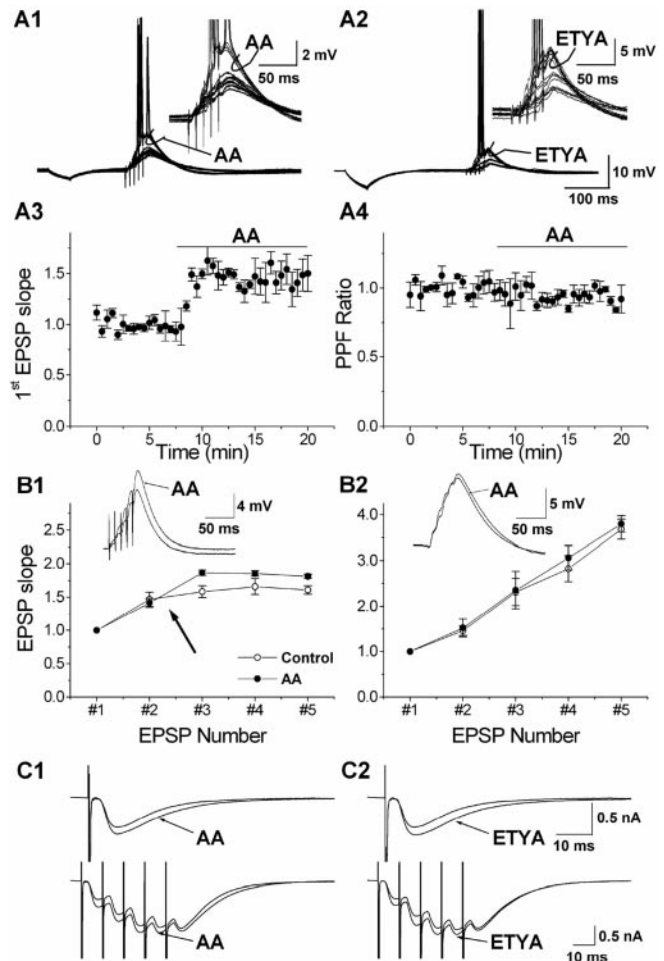 A1
AA
2 mV
50 ms
AA
A2
ETYA
5 mV
50 ms
ETYA
10 mV
100 ms
A3
AA
1st EPSP slope
1.5
1.0
0.5
0.0
0 5 10 15 20
Time (min)
A4
AA
PPF Ratio
1.0
0.5
0.0
0 5 10 15 20
Time (min)
B1
AA
4 mV
50 ms
EPSP slope
2.5
2.0
1.5
1.0
0.5
Control
AA
#1 #2 #3 #4 #5
EPSP Number
B2
AA
5 mV
50 ms
4.0
3.0
2.0
1.0
0.0
#1 #2 #3 #4 #5
EPSP Number
C1
AA
AA
C2
ETYA
0.5 nA
10 ms
ETYA
0.5 nA
10 ms